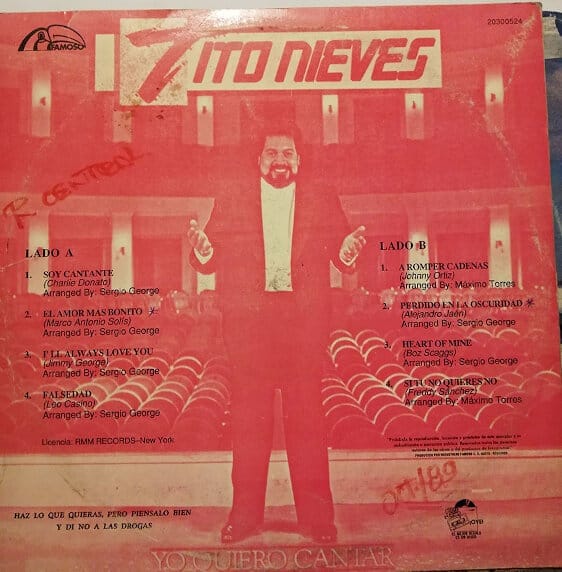 FAMOSO
20300524
TITO NIEVES
R CENTRAL
LADO A
1. SOY CANTANTE
(Charlie Donato)
Arranged By: Sergio George
2. EL AMOR MAS BONITO *
(Marco Antonio Solís)
Arranged By: Sergio George
3. I'LL ALWAYS LOVE YOU
(Jimmy George)
Arranged By: Sergio George
4. FALSEDAD
(Leo Casino)
Arranged By: Sergio George
Licencia: RMM RECORDS-New York
LADO B
1. A ROMPER CADENAS
(Johnny Ortiz)
Arranged By: Máximo Torres
2. PERDIDO EN LA OSCURIDAD *
(Alejandro Jaén)
Arranged By: Sergio George
3. HEART OF MINE
(Boz Scaggs)
Arranged By: Sergio George
4. SI TU NO QUIERES NO
(Freddy Sánchez)
Arranged By: Máximo Torres
HAZ LO QUE QUIERAS, PERO PIENSALO BIEN
Y DI NO A LAS DROGAS
YO QUIERO CANTAR